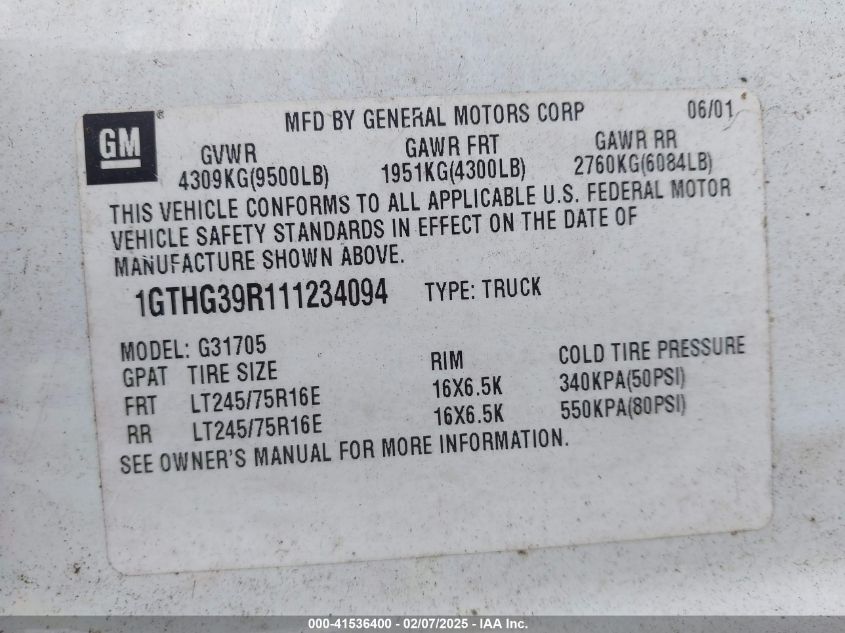 GM
MFD BY GENERAL MOTORS CORP 06/01
GVWR GAWR FRT GAWR RR
4309KG(9500LB) 1951KG(4300LB) 2760KG(6084LB)
THIS VEHICLE CONFORMS TO ALL APPLICABLE U.S. FEDERAL MOTOR
VEHICLE SAFETY STANDARDS IN EFFECT ON THE DATE OF
MANUFACTURE SHOWN ABOVE.
1GTHG39R111234094 TYPE: TRUCK
MODEL: G31705
GPAT TIRE SIZE RIM COLD TIRE PRESSURE
FRT LT245/75R16E 16X6.5K 340KPA(50PSI)
RR LT245/75R16E 16X6.5K 550KPA(80PSI)
SEE OWNER'S MANUAL FOR MORE INFORMATION.
000-41536400 - 02/07/2025 - IAA Inc.